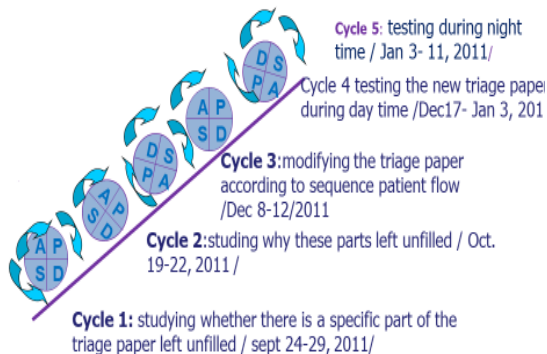 Cycle 5: testing during night
time / Jan 3- 11, 2011/
D S
P A
Cycle 4 testing the new triage paper
during day time /Dec17- Jan 3, 201
A P
S D
D S
P A
Cycle 3:modifying the triage paper
according to sequence patient flow
/Dec 8-12/2011
A P
S D
Cycle 2:studing why these parts left unfilled / Oct.
19-22, 2011 /
A P
S D
Cycle 1: studying whether there is a specific part of the
triage paper left unfilled / sept 24-29, 2011/